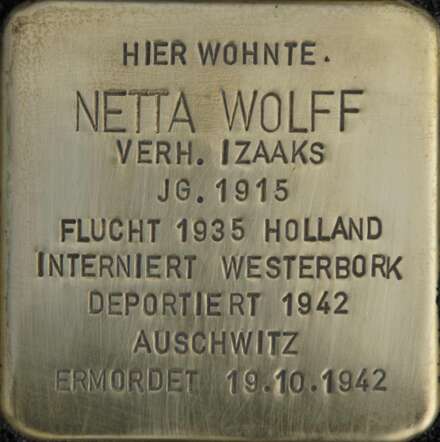 HIER WOHNTE.
NETTA WOLFF
VERH. IZAAKS
JG. 1915
FLUCHT 1935 HOLLAND
INTERNIERT WESTERBORK
DEPORTIERT 1942
AUSCHWITZ
ERMORDET 19.10.1942